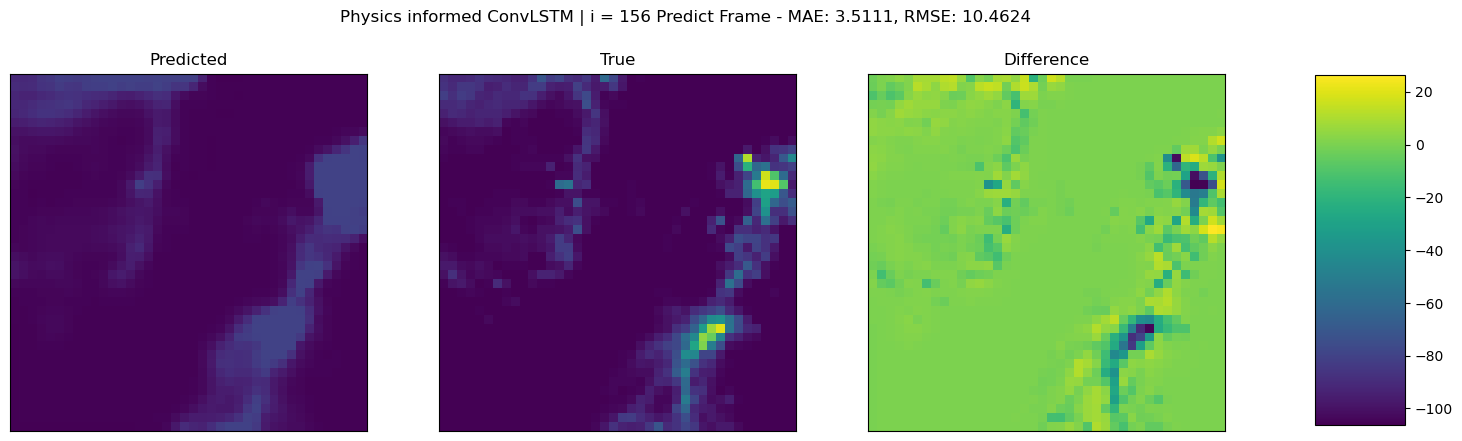 Physics informed ConvLSTM | i = 156 Predict Frame - MAE: 3.5111, RMSE: 10.4624
Predicted
True
Difference
20
0
−20
−40
−60
−80
−100